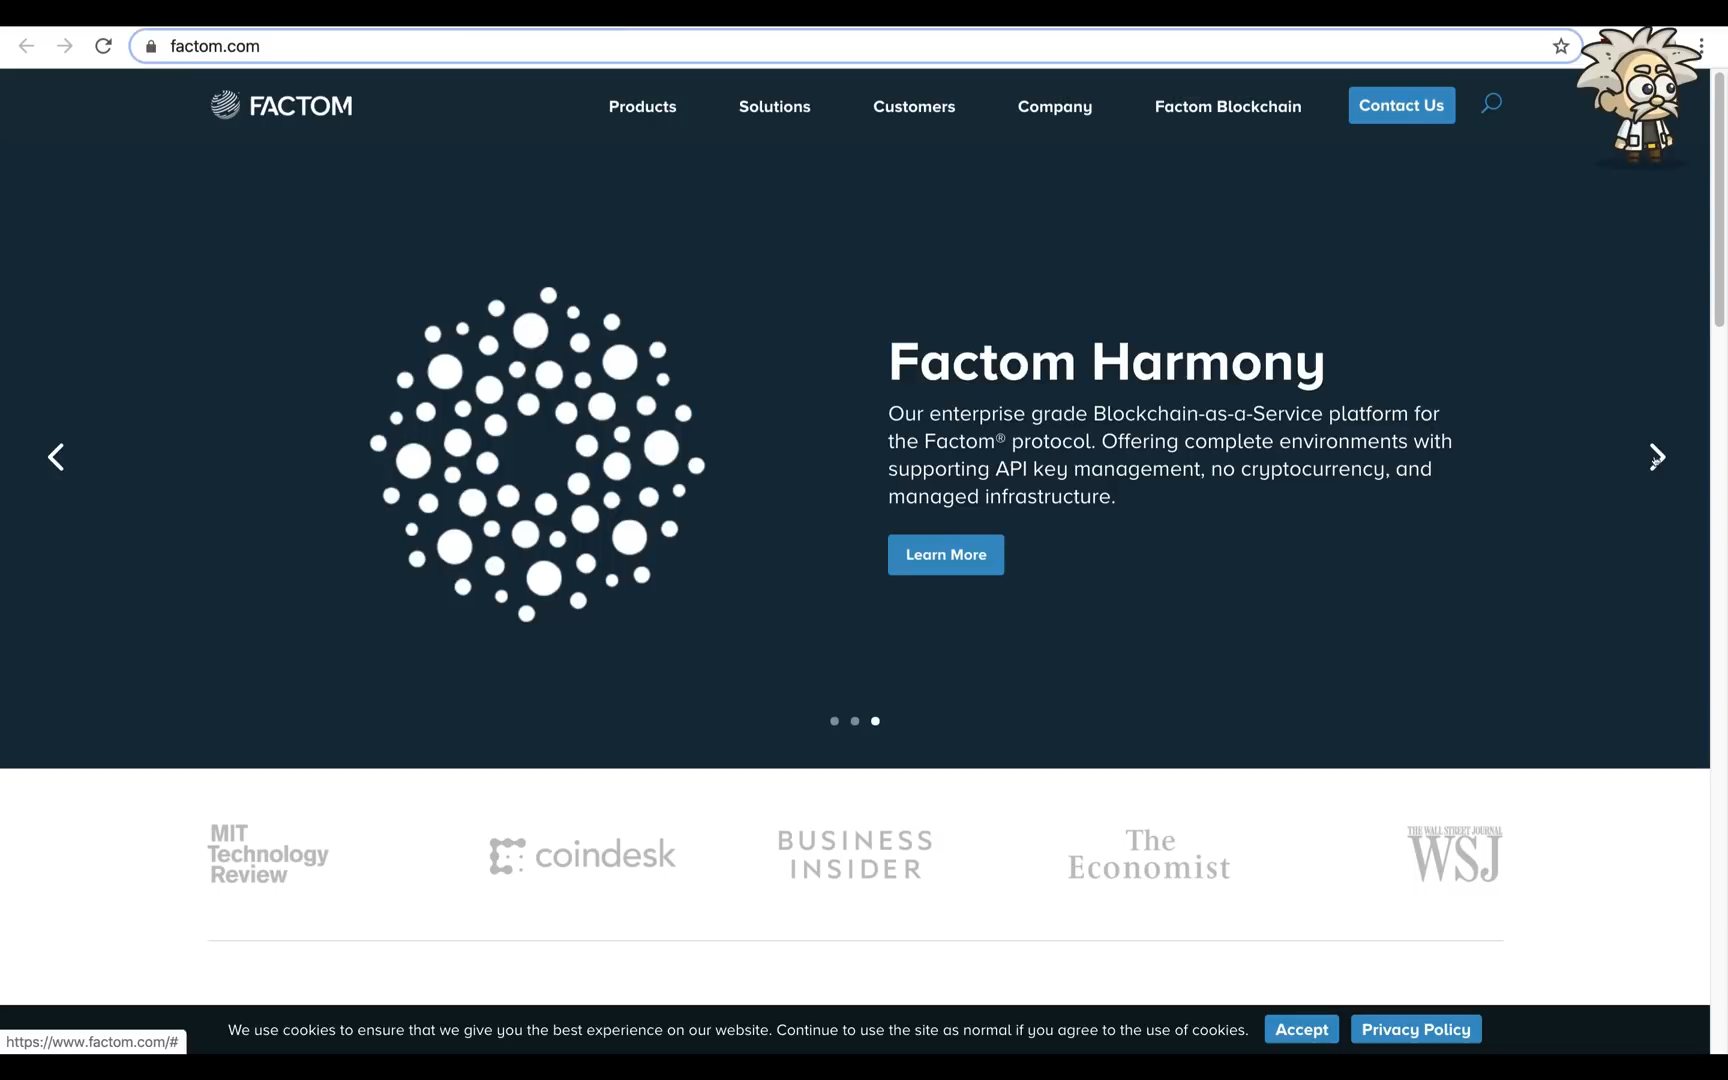 factom.com
FACTOM
Products
Solutions
Customers
Company
Factom Blockchain
Contact Us
Factom Harmony
Our enterprise grade Blockchain-as-a-Service platform for
the Factom® protocol. Offering complete environments with
supporting API key management, no cryptocurrency, and
managed infrastructure.
Learn More
MIT
Technology
Review
coindesk
BUSINESS
INSIDER
The
Economist
THE WALL STREET JOURNAL
WSJ
We use cookies to ensure that we give you the best experience on our website. Continue to use the site as normal if you agree to the use of cookies.
Accept
Privacy Policy
https://www.factom.com/#